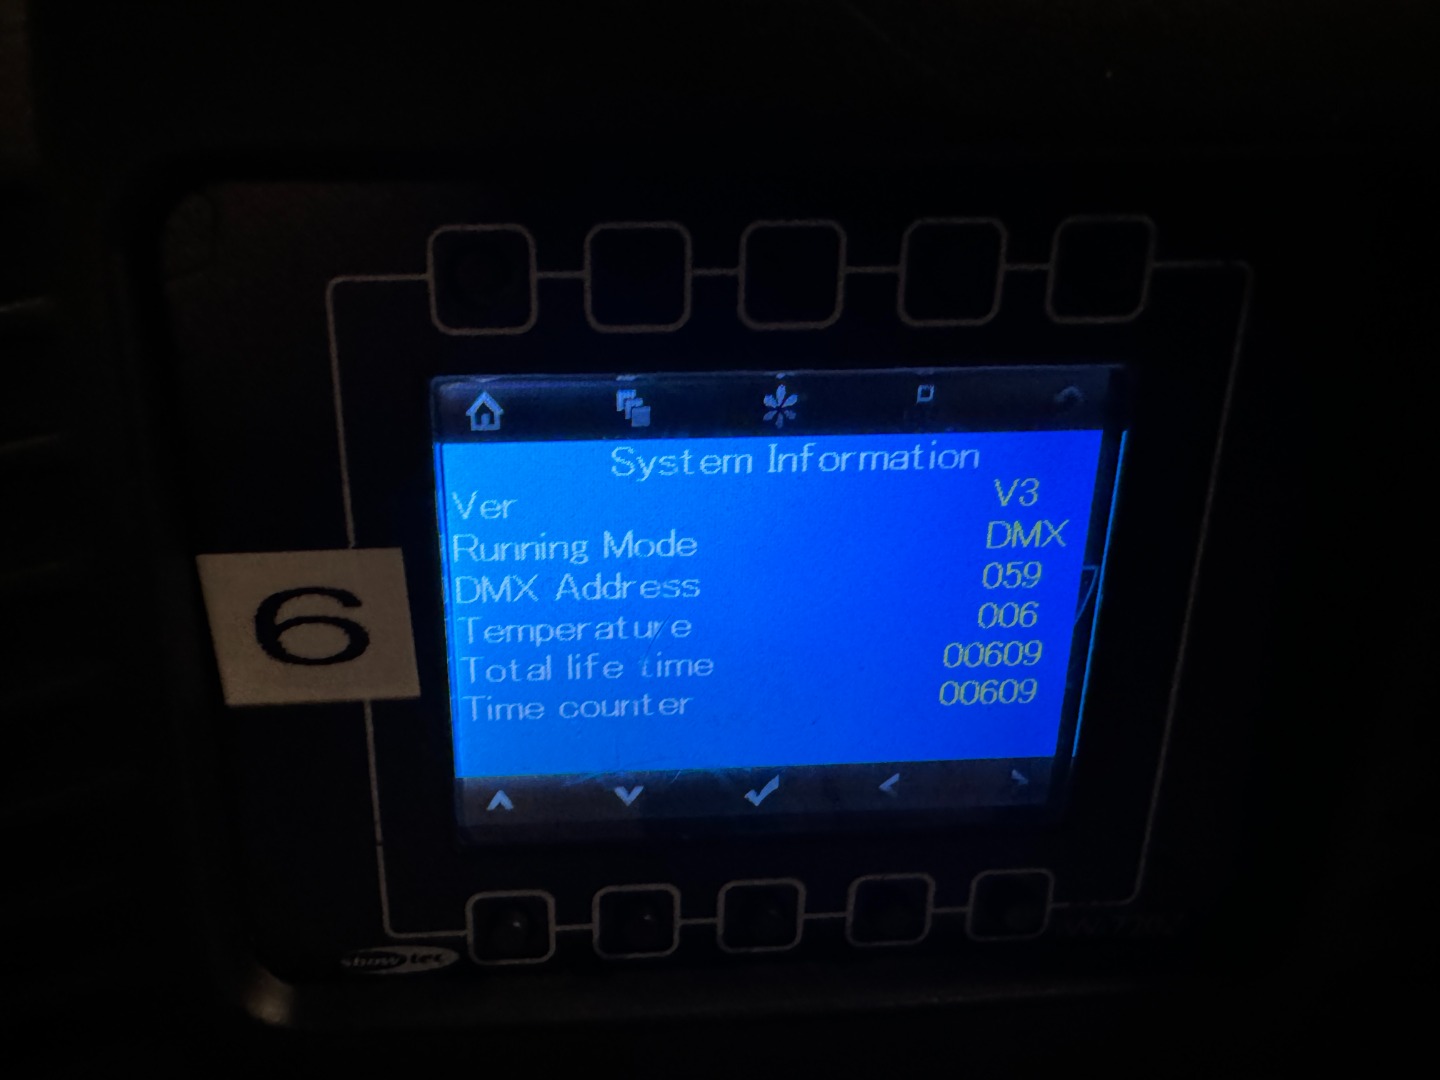 System Information
Ver V3
Running Mode DMX
DMX Address 059
Temperature 006
Total life time 00609
Time counter 00609
6
showtec